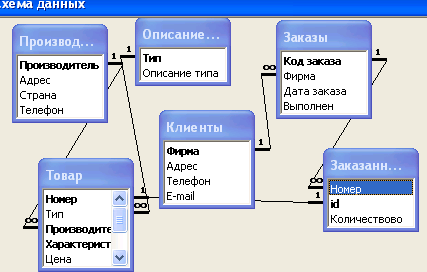 хема данных
Производ...
Производитель
Адрес
Страна
Телефон
Описание...
Тип
Описание типа
Заказы
Код заказа
Фирма
Дата заказа
Выполнен
Клиенты
Фирма
Адрес
Телефон
E-mail
Товар
Номер
Тип
Производите
Характерист
Цена
Заказанн...
Номер
id
Количествово
1
1
1
1
∞
1
∞
1
∞
∞
1